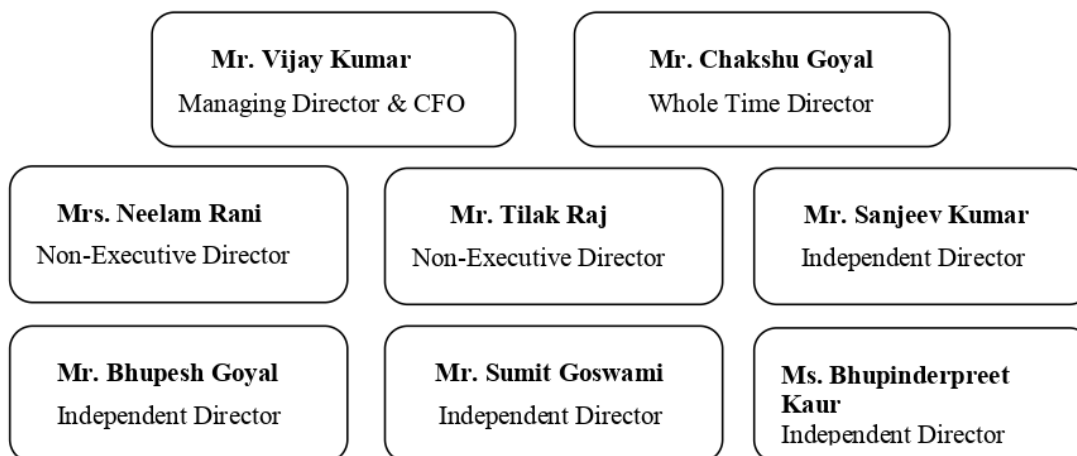 Mr. Vijay Kumar
Managing Director & CFO
Mr. Chakshu Goyal
Whole Time Director
Mrs. Neelam Rani
Non-Executive Director
Mr. Tilak Raj
Non-Executive Director
Mr. Sanjeev Kumar
Independent Director
Mr. Bhupesh Goyal
Independent Director
Mr. Sumit Goswami
Independent Director
Ms. Bhupinderpreet
Kaur
Independent Director